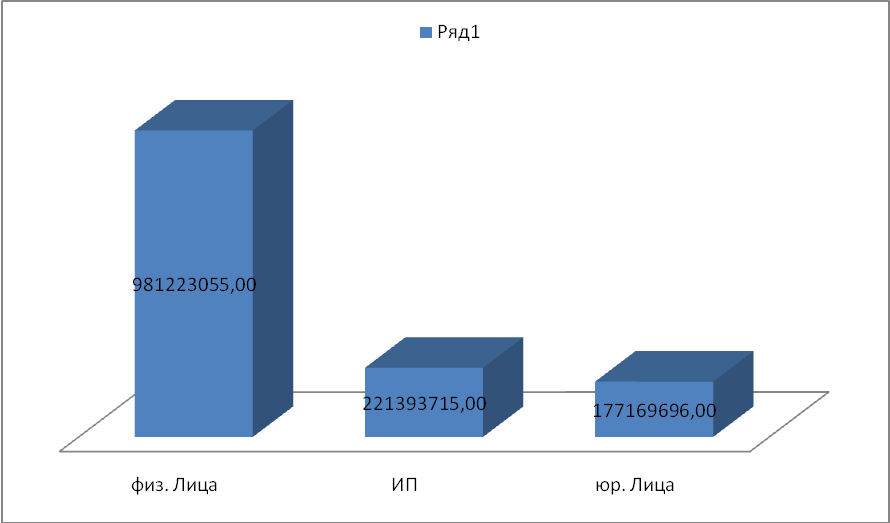 Ряд1
981223055,00
221393715,00
177169696,00
физ. Лица
ИП
юр. Лица